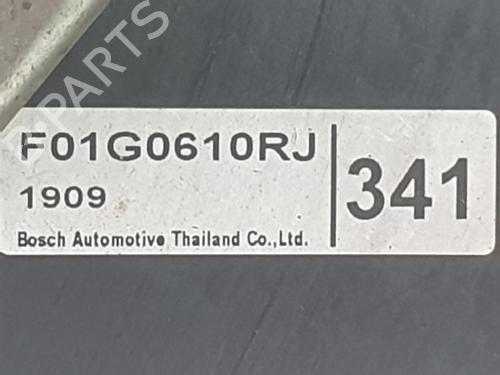 F01G0610RJ
1909
341
Bosch Automotive Thailand Co.,Ltd.
B-PARTS